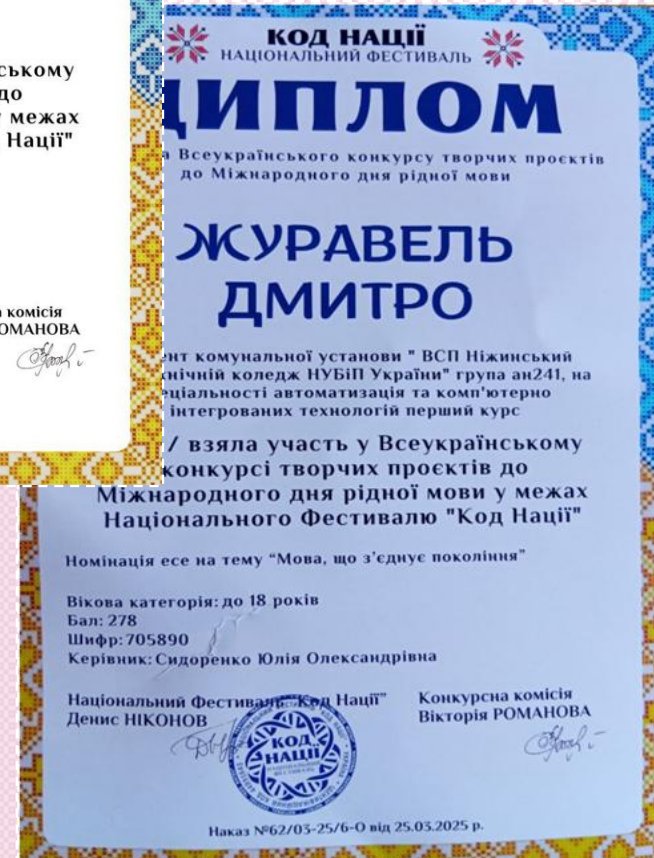 ському
до
межах
Нації"
комісія
РОМАНОВА
КОД НАЦІЇ
НАЦІОНАЛЬНИЙ ФЕСТИВАЛЬ
ДИПЛОМ
Всеукраїнського конкурсу творчих проєктів
до Міжнародного дня рідної мови
ЖУРАВЕЛЬ
ДМИТРО
ент комунальної установи " ВСП Ніжинський
хнічній коледж НУБіП України" група ан241, на
еціальності автоматизація та комп'ютерно
інтегрованих технологій перший курс
/ взяла участь у Всеукраїнському
конкурсі творчих проєктів до
Міжнародного дня рідної мови у межах
Національного Фестивалю "Код Нації"
Номінація есе на тему “Мова, що з’єднує покоління”
Вікова категорія: до 18 років
Бал: 278
Шифр: 705890
Керівник: Сидоренко Юлія Олександрівна
Національний Фестиваль "Код Нації"
Денис НІКОНОВ
Конкурсна комісія
Вікторія РОМАНОВА
КОД
НАЦІЇ
Наказ №62/03-25/6-О від 25.03.2025 р.